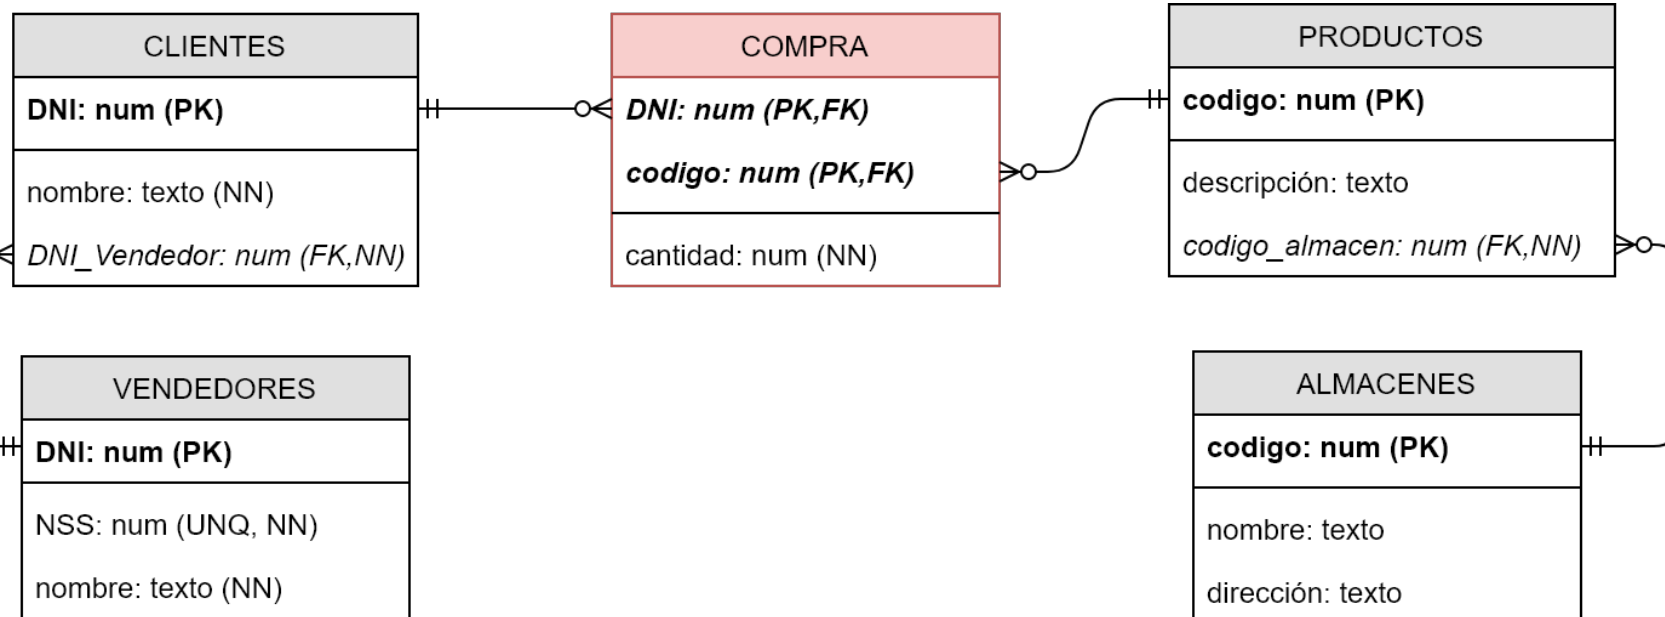 CLIENTES
DNI: num (PK)
nombre: texto (NN)
DNI_Vendedor: num (FK,NN)
COMPRA
DNI: num (PK,FK)
codigo: num (PK,FK)
cantidad: num (NN)
PRODUCTOS
codigo: num (PK)
descripción: texto
codigo_almacen: num (FK,NN)
VENDEDORES
DNI: num (PK)
NSS: num (UNQ, NN)
nombre: texto (NN)
ALMACENES
codigo: num (PK)
nombre: texto
dirección: texto